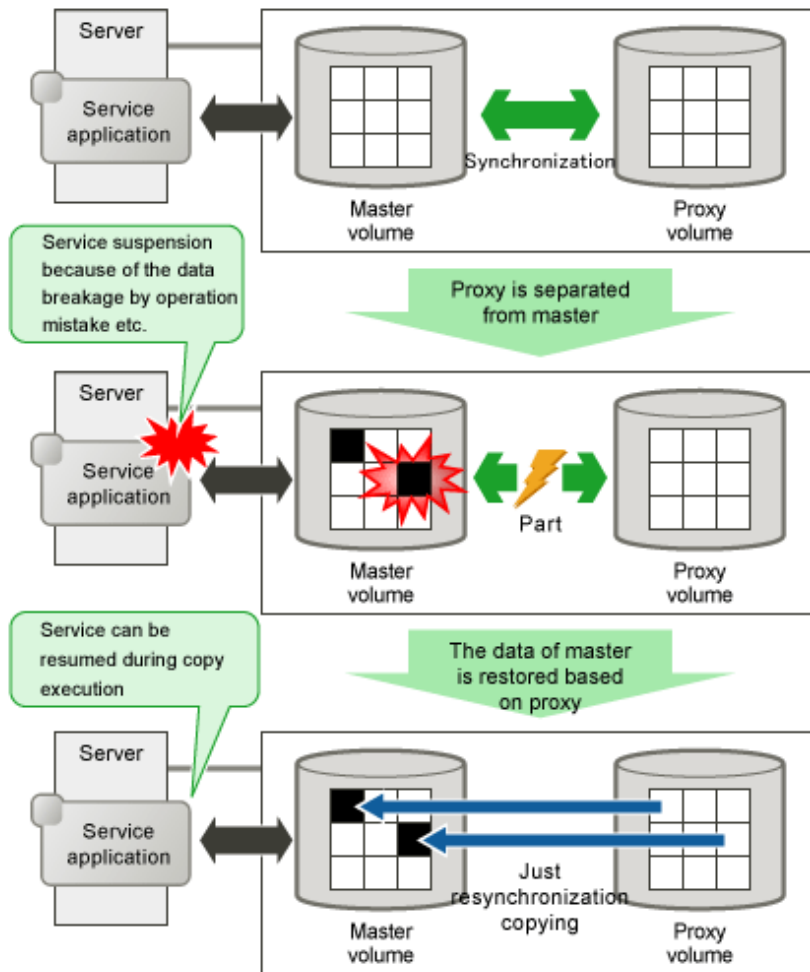 Server
Service
application
Synchronization
Master
volume
Proxy
volume
Service suspension
because of the data
breakage by operation
mistake etc.
Proxy is separated
from master
Server
Service
application
Part
Master
volume
Proxy
volume
Service can be
resumed during copy
execution
The data of master
is restored based
on proxy
Server
Service
application
Just
resynchronization
copying
Master
volume
Proxy
volume